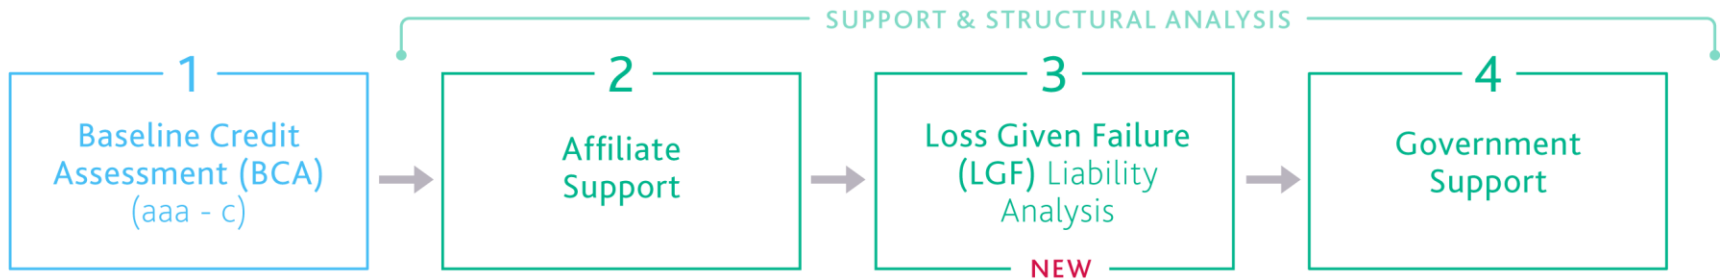 SUPPORT & STRUCTURAL ANALYSIS
1
Baseline Credit
Assessment (BCA)
(aaa - c)
2
Affiliate
Support
3
Loss Given Failure
(LGF) Liability
Analysis
NEW
4
Government
Support